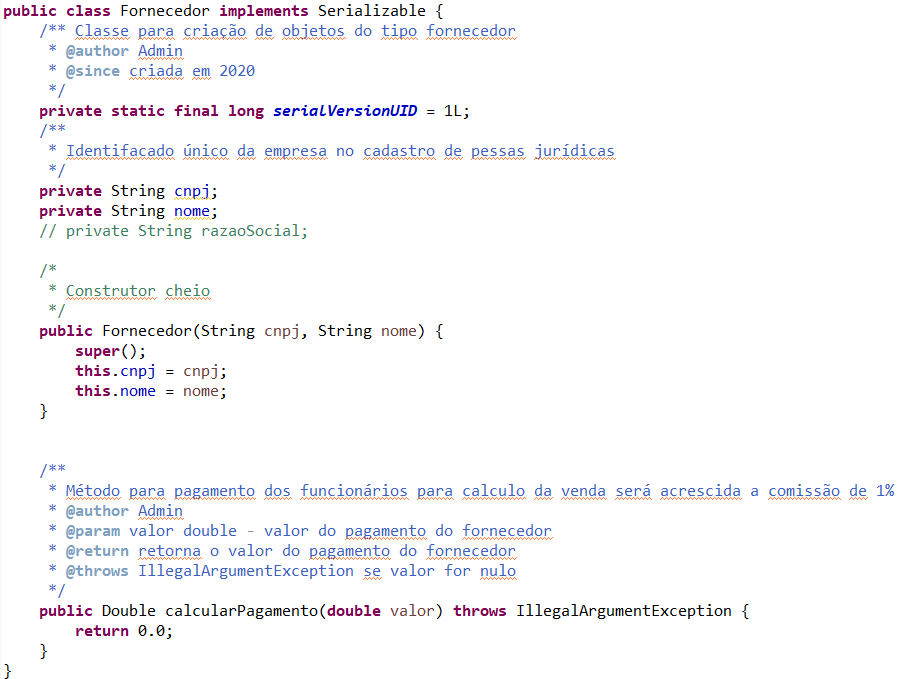 public class Fornecedor implements Serializable {
/** Classe para criação de objetos do tipo fornecedor
* @author Admin
* @since criada em 2020
*/
private static final long serialVersionUID = 1L;
/**
* Identifacado único da empresa no cadastro de pessas jurídicas
*/
private String cnpj;
private String nome;
// private String razaoSocial;
/*
* Construtor cheio
*/
public Fornecedor(String cnpj, String nome) {
super();
this.cnpj = cnpj;
this.nome = nome;
}
/**
* Método para pagamento dos funcionários para calculo da venda será acrescida a comissão de 1%
* @author Admin
* @param valor double - valor do pagamento do fornecedor
* @return retorna o valor do pagamento do fornecedor
* @throws IllegalArgumentException se valor for nulo
*/
public Double calcularPagamento(double valor) throws IllegalArgumentException {
return 0.0;
}
}